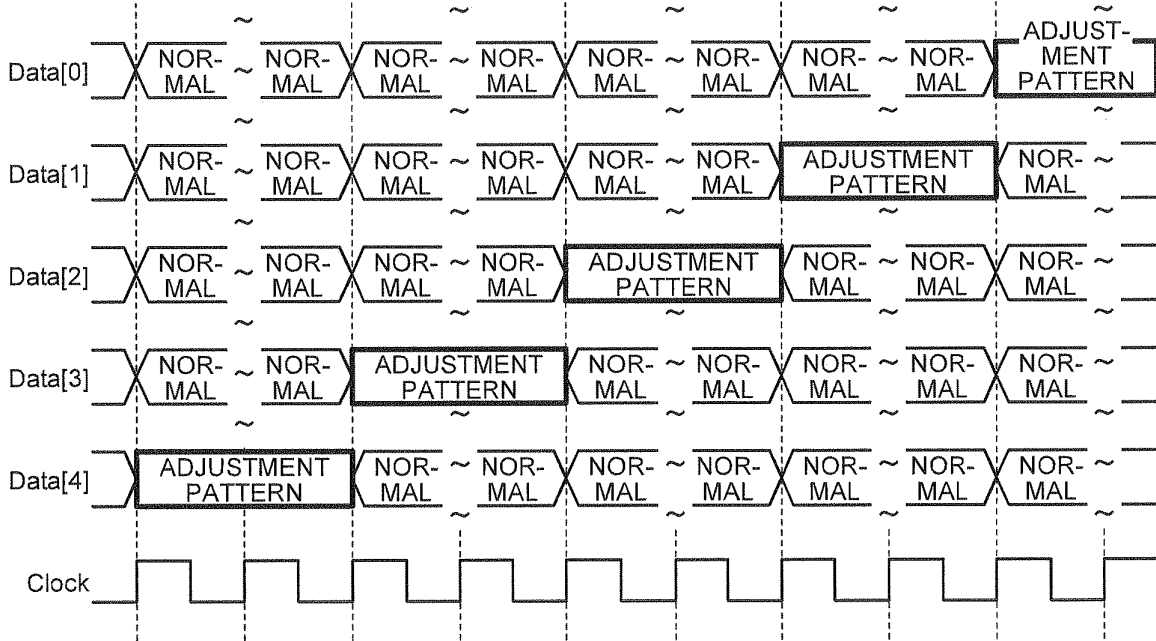 Data[0] NOR- ~ NOR- NOR- ~ NOR- NOR- ~ NOR- NOR- ~ NOR- ADJUST-
MAL MAL MAL MAL MAL MAL MAL MAL MENT
PATTERN
Data[1] NOR- ~ NOR- NOR- ~ NOR- NOR- ~ NOR- ADJUSTMENT NOR- ~
MAL MAL MAL MAL MAL MAL PATTERN MAL
Data[2] NOR- ~ NOR- NOR- ~ NOR- ADJUSTMENT NOR- ~ NOR- NOR- ~
MAL MAL MAL MAL PATTERN MAL MAL MAL
Data[3] NOR- ~ NOR- ADJUSTMENT NOR- ~ NOR- NOR- ~ NOR- NOR- ~
MAL MAL PATTERN MAL MAL MAL MAL MAL
Data[4] ADJUSTMENT NOR- ~ NOR- NOR- ~ NOR- NOR- ~ NOR- NOR- ~
PATTERN MAL MAL MAL MAL MAL MAL MAL
Clock